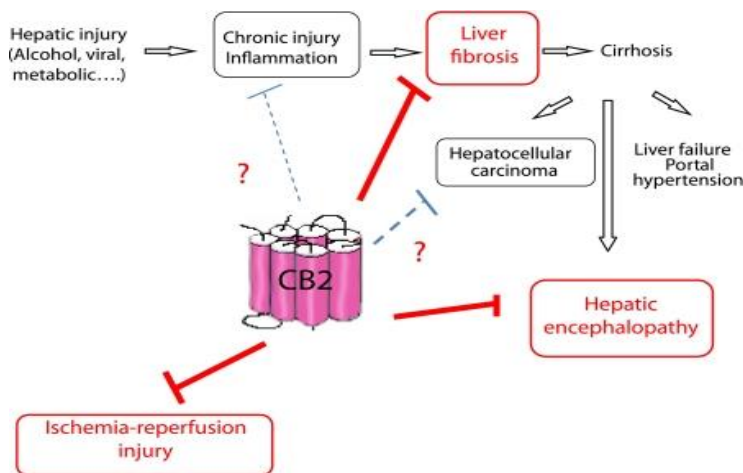 Hepatic injury
(Alcohol, viral,
metabolic....)
Chronic injury
Inflammation
Liver
fibrosis
Cirrhosis
Hepatocellular
carcinoma
Liver failure
Portal
hypertension
?
?
CB2
Hepatic
encephalopathy
Ischemia-reperfusion
injury